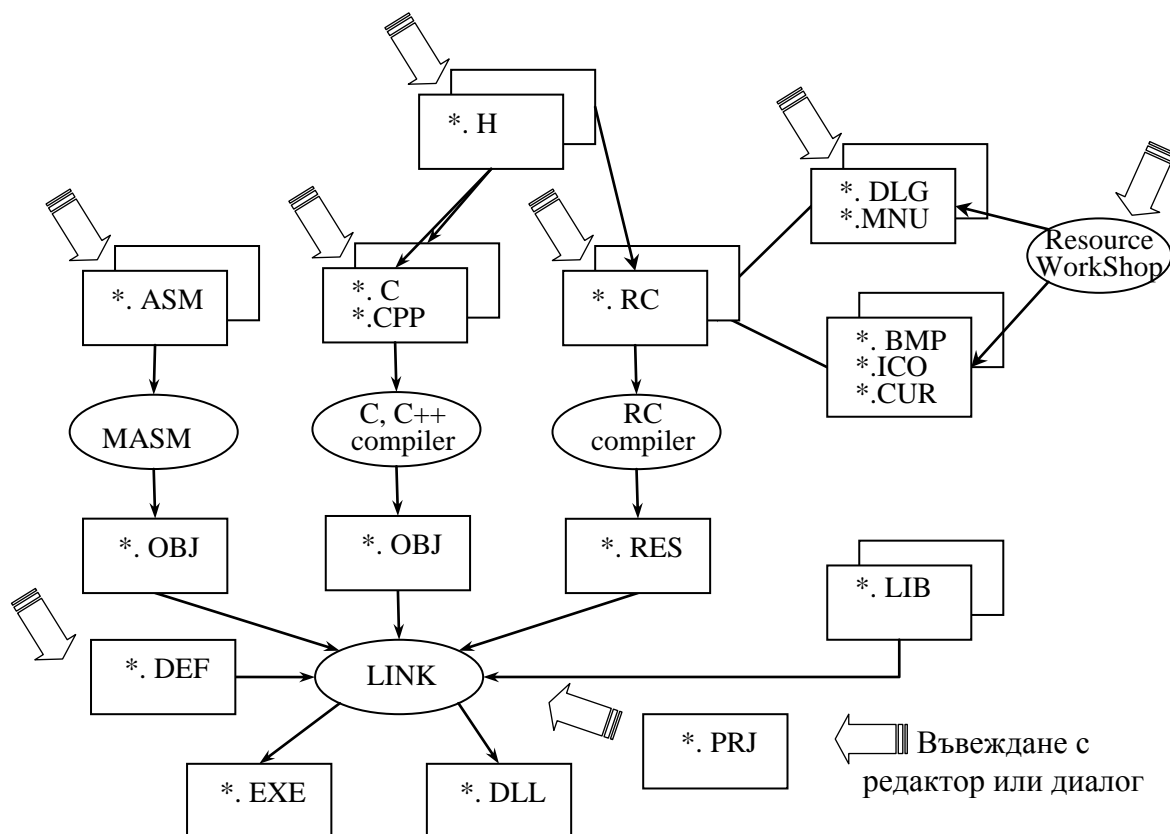 *. H
*. DLG
*.MNU
Resource
WorkShop
*. ASM
*. C
*.CPP
*. RC
*. BMP
*.ICO
*.CUR
MASM
C, C++
compiler
RC
compiler
*. OBJ
*. OBJ
*. RES
*. LIB
*. DEF
LINK
*. PRJ
Въвеждане с
редактор или диалог
*. EXE
*. DLL